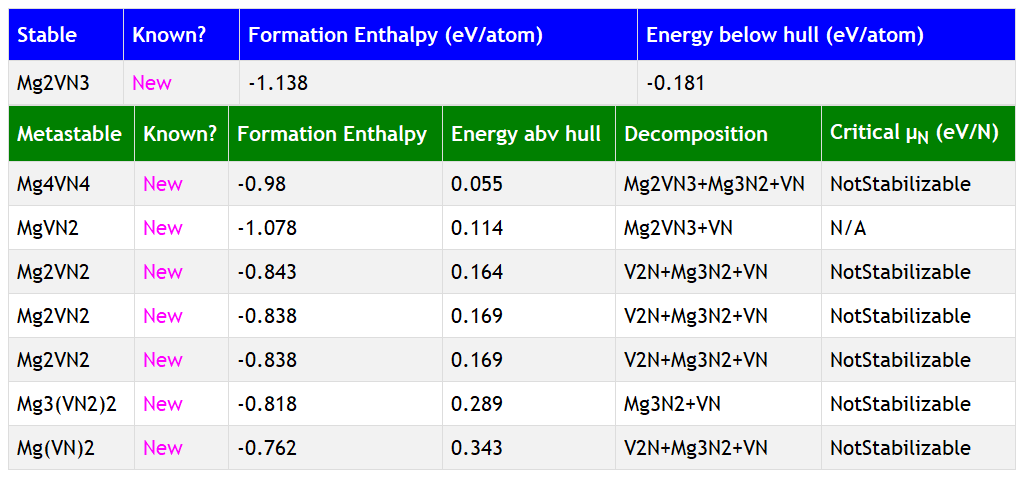 Stable Known? Formation Enthalpy (eV/atom) Energy below hull (eV/atom)
Mg2VN3 New -1.138 -0.181
Metastable Known? Formation Enthalpy Energy abv hull Decomposition Critical μN (eV/N)
Mg4VN4 New -0.98 0.055 Mg2VN3+Mg3N2+VN NotStabilizable
MgVN2 New -1.078 0.114 Mg2VN3+VN N/A
Mg2VN2 New -0.843 0.164 V2N+Mg3N2+VN NotStabilizable
Mg2VN2 New -0.838 0.169 V2N+Mg3N2+VN NotStabilizable
Mg2VN2 New -0.838 0.169 V2N+Mg3N2+VN NotStabilizable
Mg3(VN2)2 New -0.818 0.289 Mg3N2+VN NotStabilizable
Mg(VN)2 New -0.762 0.343 V2N+Mg3N2+VN NotStabilizable